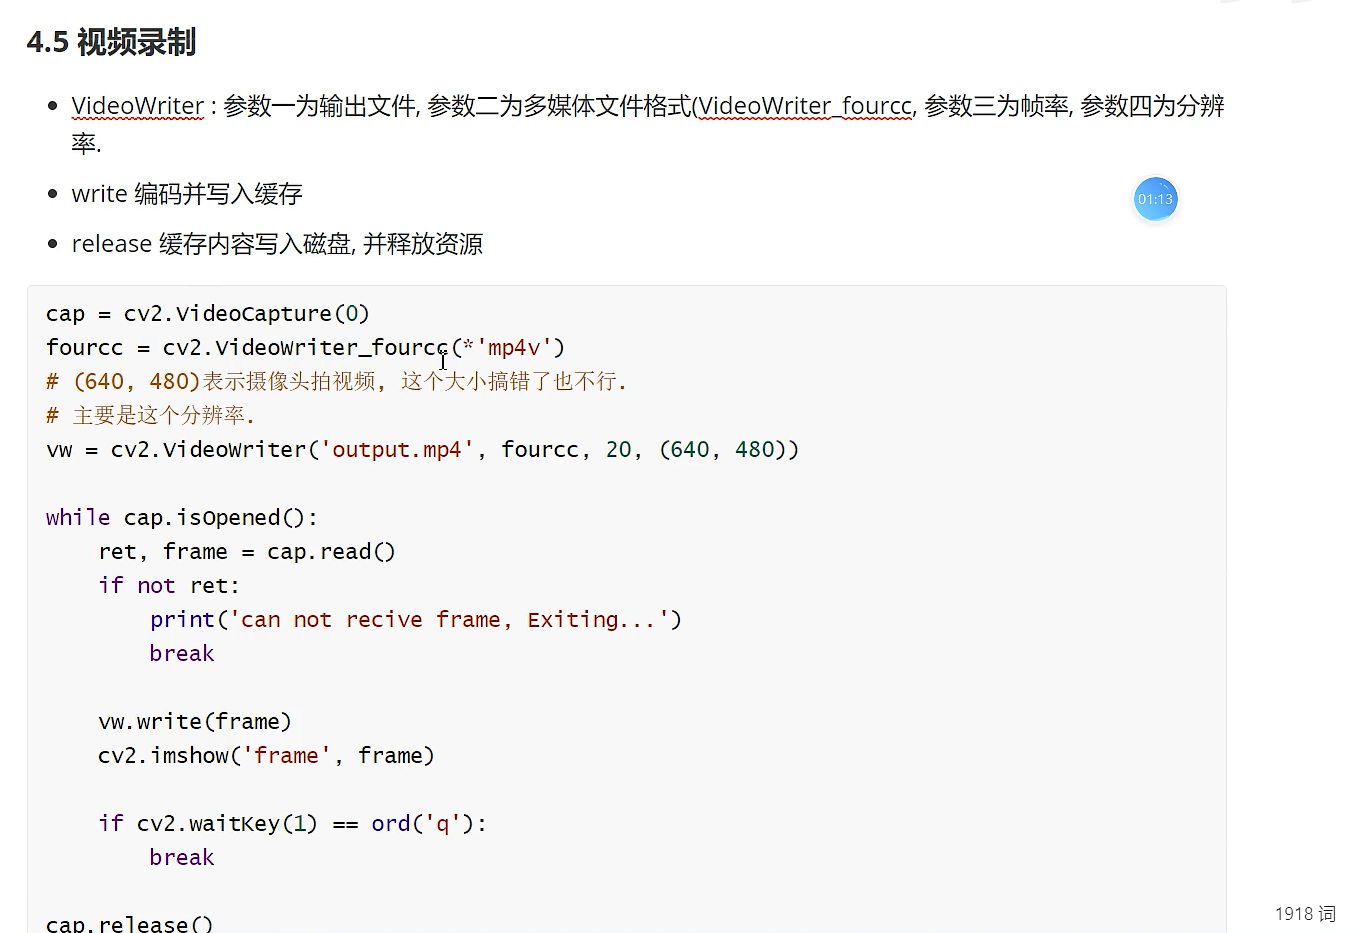 4.5 视频录制
VideoWriter : 参数一为输出文件, 参数二为多媒体文件格式(VideoWriter_fourcc, 参数三为帧率, 参数四为分辨
率.
write 编码并写入缓存
01:13
release 缓存内容写入磁盘, 并释放资源
cap = cv2.VideoCapture(0)
fourcc = cv2.VideoWriter_fourcc(*'mp4v')
# (640, 480)表示摄像头拍视频, 这个大小搞错了也不行.
# 主要是这个分辨率.
vw = cv2.VideoWriter('output.mp4', fourcc, 20, (640, 480))
while cap.isOpened():
    ret, frame = cap.read()
    if not ret:
        print('can not recive frame, Exiting...')
        break
    vw.write(frame)
    cv2.imshow('frame', frame)
    if cv2.waitKey(1) == ord('q'):
        break
cap.release()
1918 词